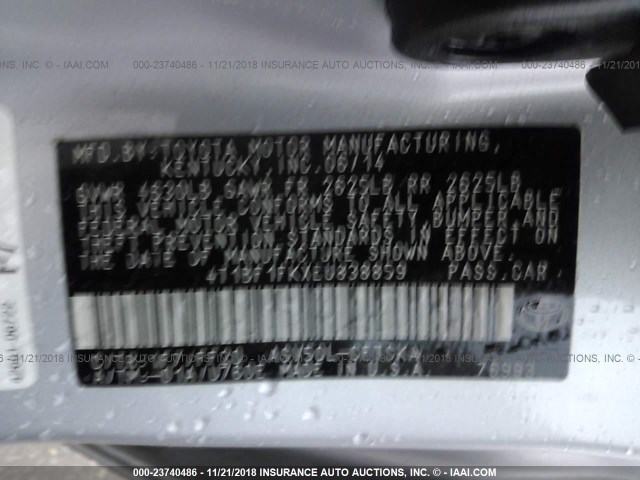 000-23740486 - 11/21/2018 INSURANCE AUTO AUCTIONS, INC. - © IAAI.COM
MFD. BY: TOYOTA MOTOR MANUFACTURING,
KENTUCKY, INC. 06/14
GVWR 4630LB GAWR FR 2625LB RR 2625LB
THIS VEHICLE CONFORMS TO ALL APPLICABLE
FEDERAL MOTOR VEHICLE SAFETY, BUMPER AND
THEFT PREVENTION STANDARDS IN EFFECT ON
THE DATE OF MANUFACTURE SHOWN ABOVE.
4T1BF1FKXEU838859 PASS.CAR
MADE IN U.S.A. 76993
000-23740486 - 11/21/2018 INSURANCE AUTO AUCTIONS, INC. - © IAAI.COM